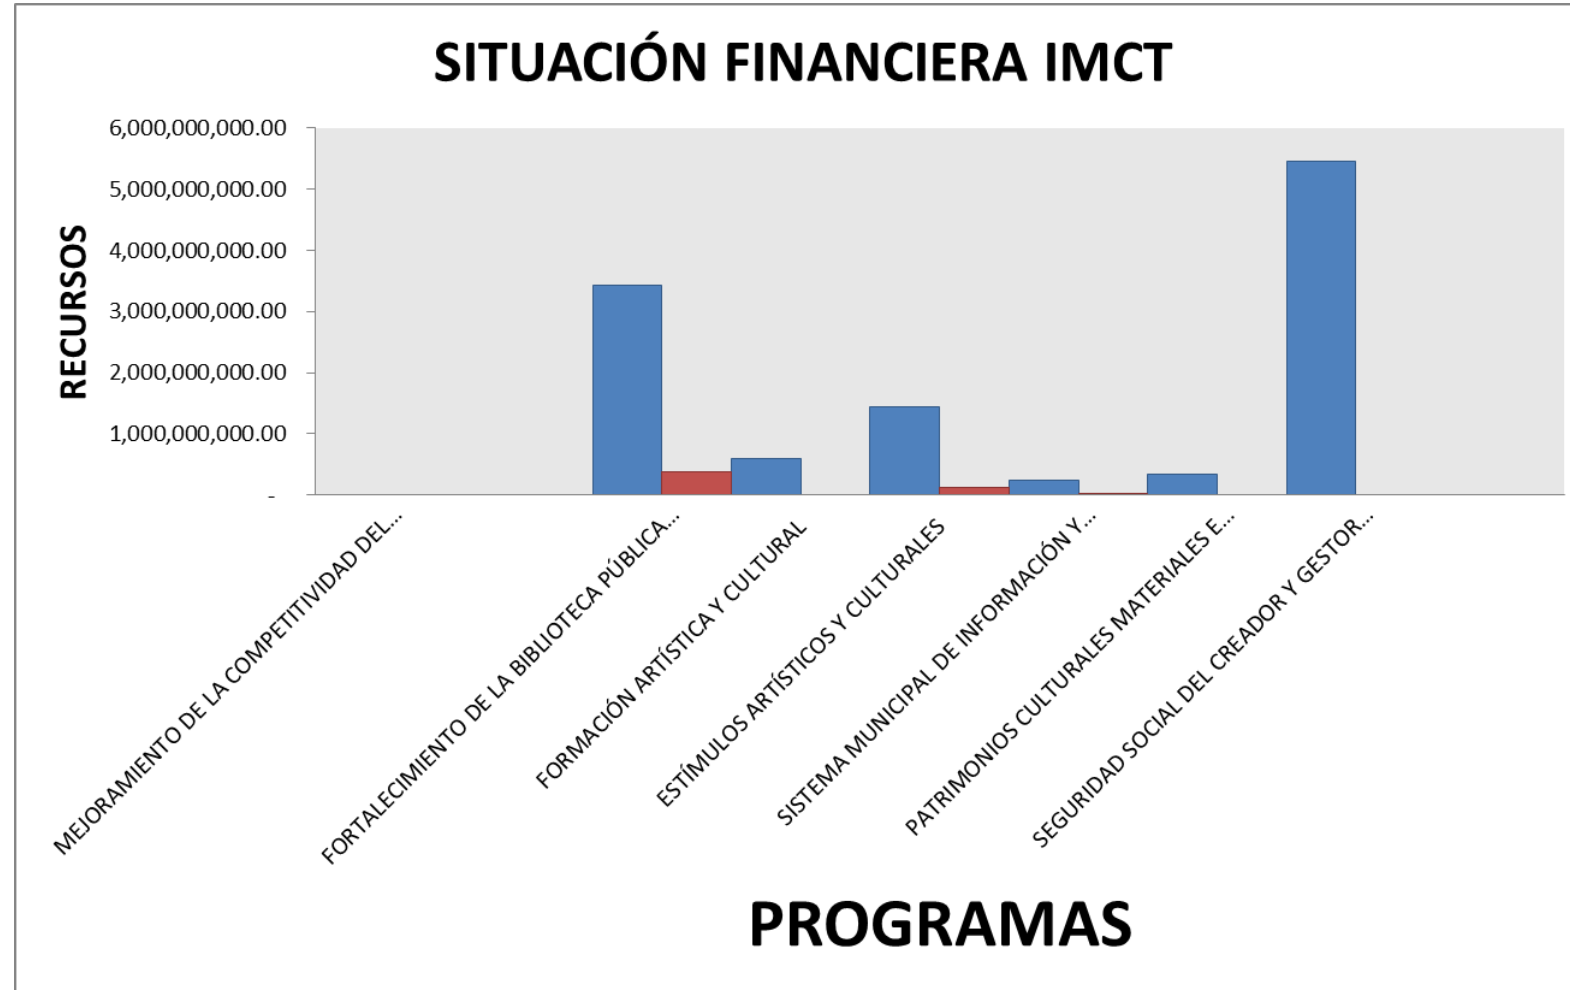 SITUACIÓN FINANCIERA IMCT
6,000,000,000.00
5,000,000,000.00
4,000,000,000.00
3,000,000,000.00
2,000,000,000.00
1,000,000,000.00
-
RECURSOS
MEJORAMIENTO DE LA COMPETITIVIDAD DEL...
FORTALECIMIENTO DE LA BIBLIOTECA PÚBLICA...
FORMACIÓN ARTÍSTICA Y CULTURAL
ESTÍMULOS ARTÍSTICOS Y CULTURALES
SISTEMA MUNICIPAL DE INFORMACIÓN Y...
PATRIMONIOS CULTURALES MATERIALES E...
SEGURIDAD SOCIAL DEL CREADOR Y GESTOR...
PROGRAMAS